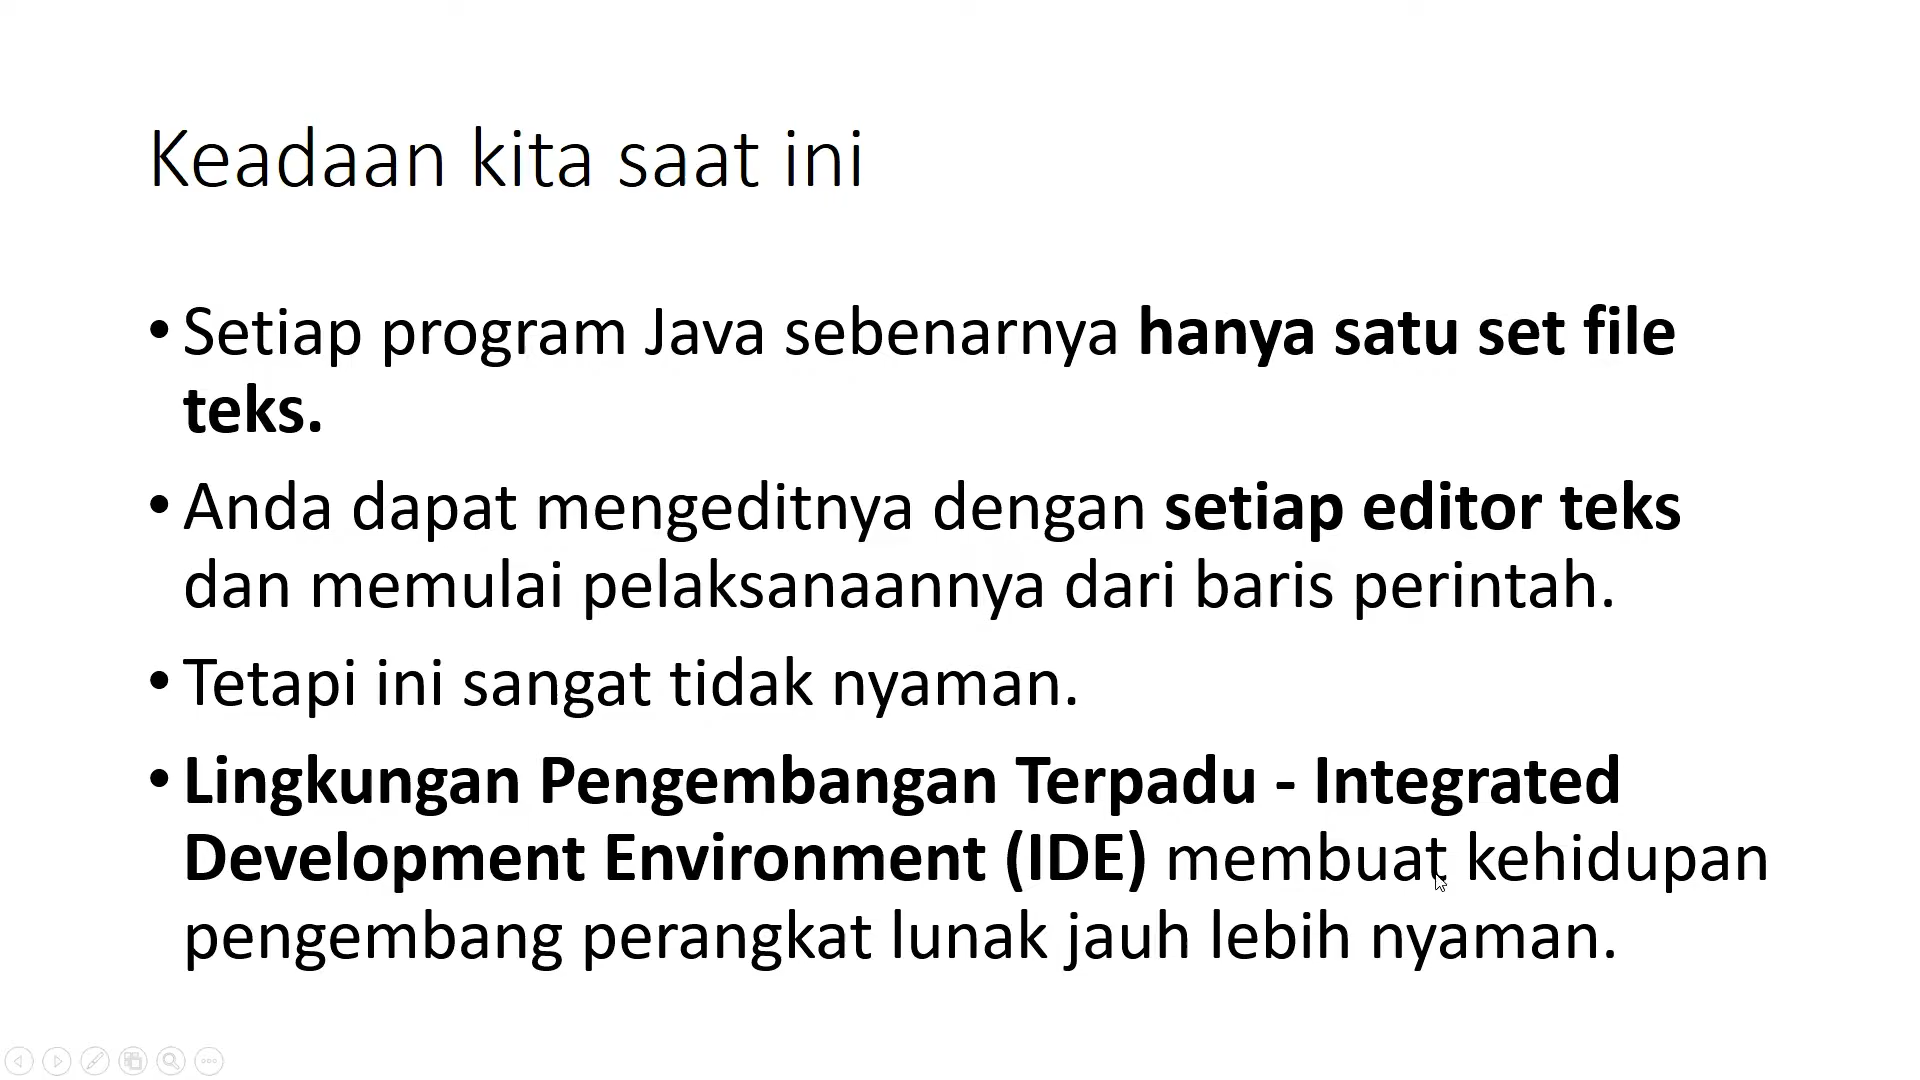 Keadaan kita saat ini
• Setiap program Java sebenarnya hanya satu set file
teks.
• Anda dapat mengeditnya dengan setiap editor teks
dan memulai pelaksanaannya dari baris perintah.
• Tetapi ini sangat tidak nyaman.
• Lingkungan Pengembangan Terpadu - Integrated
Development Environment (IDE) membuat kehidupan
pengembang perangkat lunak jauh lebih nyaman.